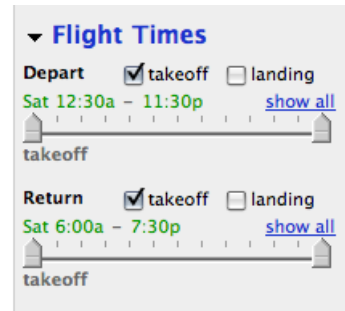 Flight Times
Depart takeoff landing
Sat 12:30a – 11:30p show all
takeoff
Return takeoff landing
Sat 6:00a – 7:30p show all
takeoff